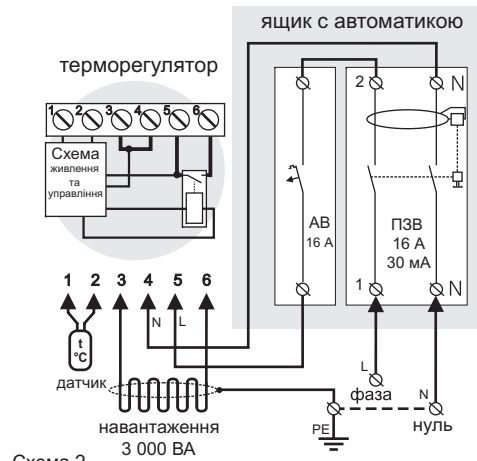 ящик с автоматикою
терморегулятор
1 2 3 4 5 6
Схема
живлення
та
управління
2 N
АВ
16 А
ПЗВ
16 А
30 мА
1 N
1 2 3 4 5 6
N L
t
°C
датчик
L
фаза
N
нуль
PE
навантаження
3 000 ВА